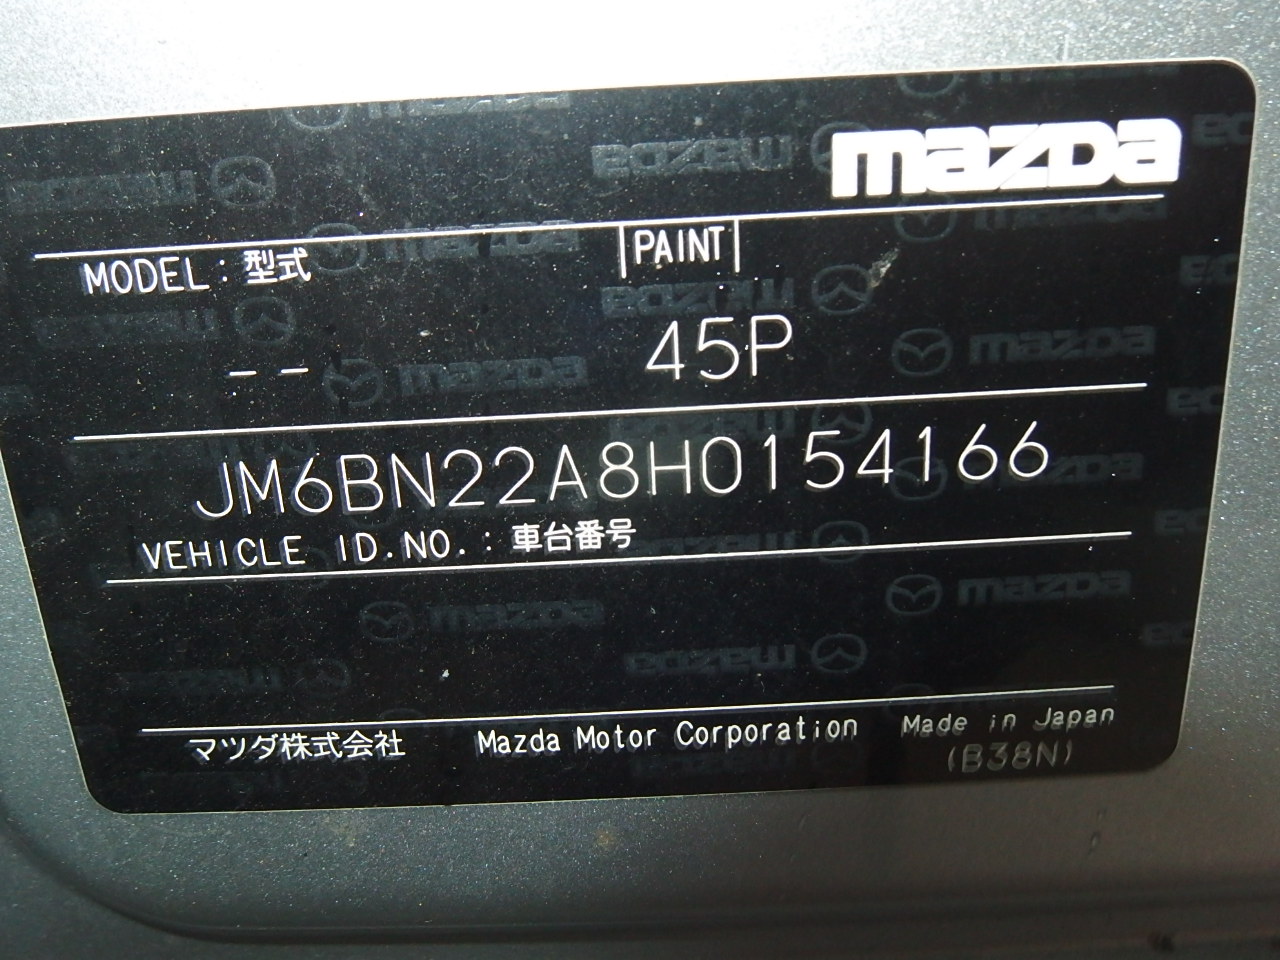 mazda
MODEL : 型式
PAINT
-- 45P
JM6BN22A8H0154166
VEHICLE ID.NO. : 車台番号
マツダ株式会社 Mazda Motor Corporation Made in Japan
(B38N)